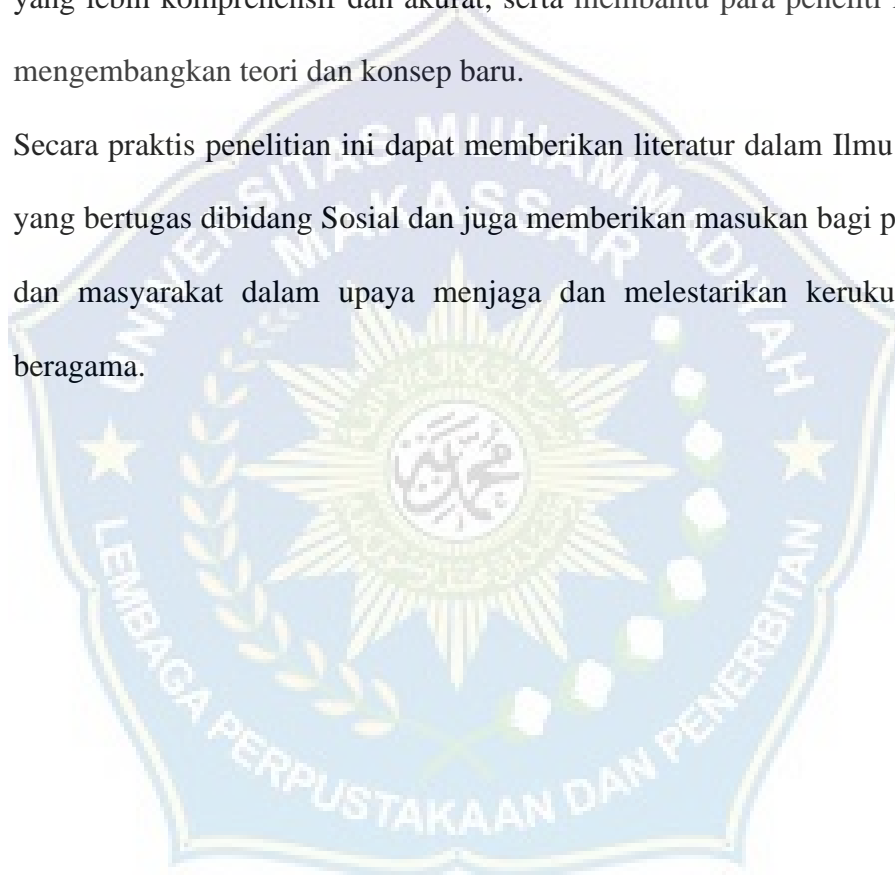 yang lebih komprehensif dan akurat, serta membantu para peneliti
mengembangkan teori dan konsep baru.
Secara praktis penelitian ini dapat memberikan literatur dalam Ilmu
yang bertugas dibidang Sosial dan juga memberikan masukan bagi p
dan masyarakat dalam upaya menjaga dan melestarikan keruku
beragama.
UNIVERSITAS MUHAMMADIYAH
MAKASSAR
LEMBAGA PERPUSTAKAAN DAN PENERBITAN